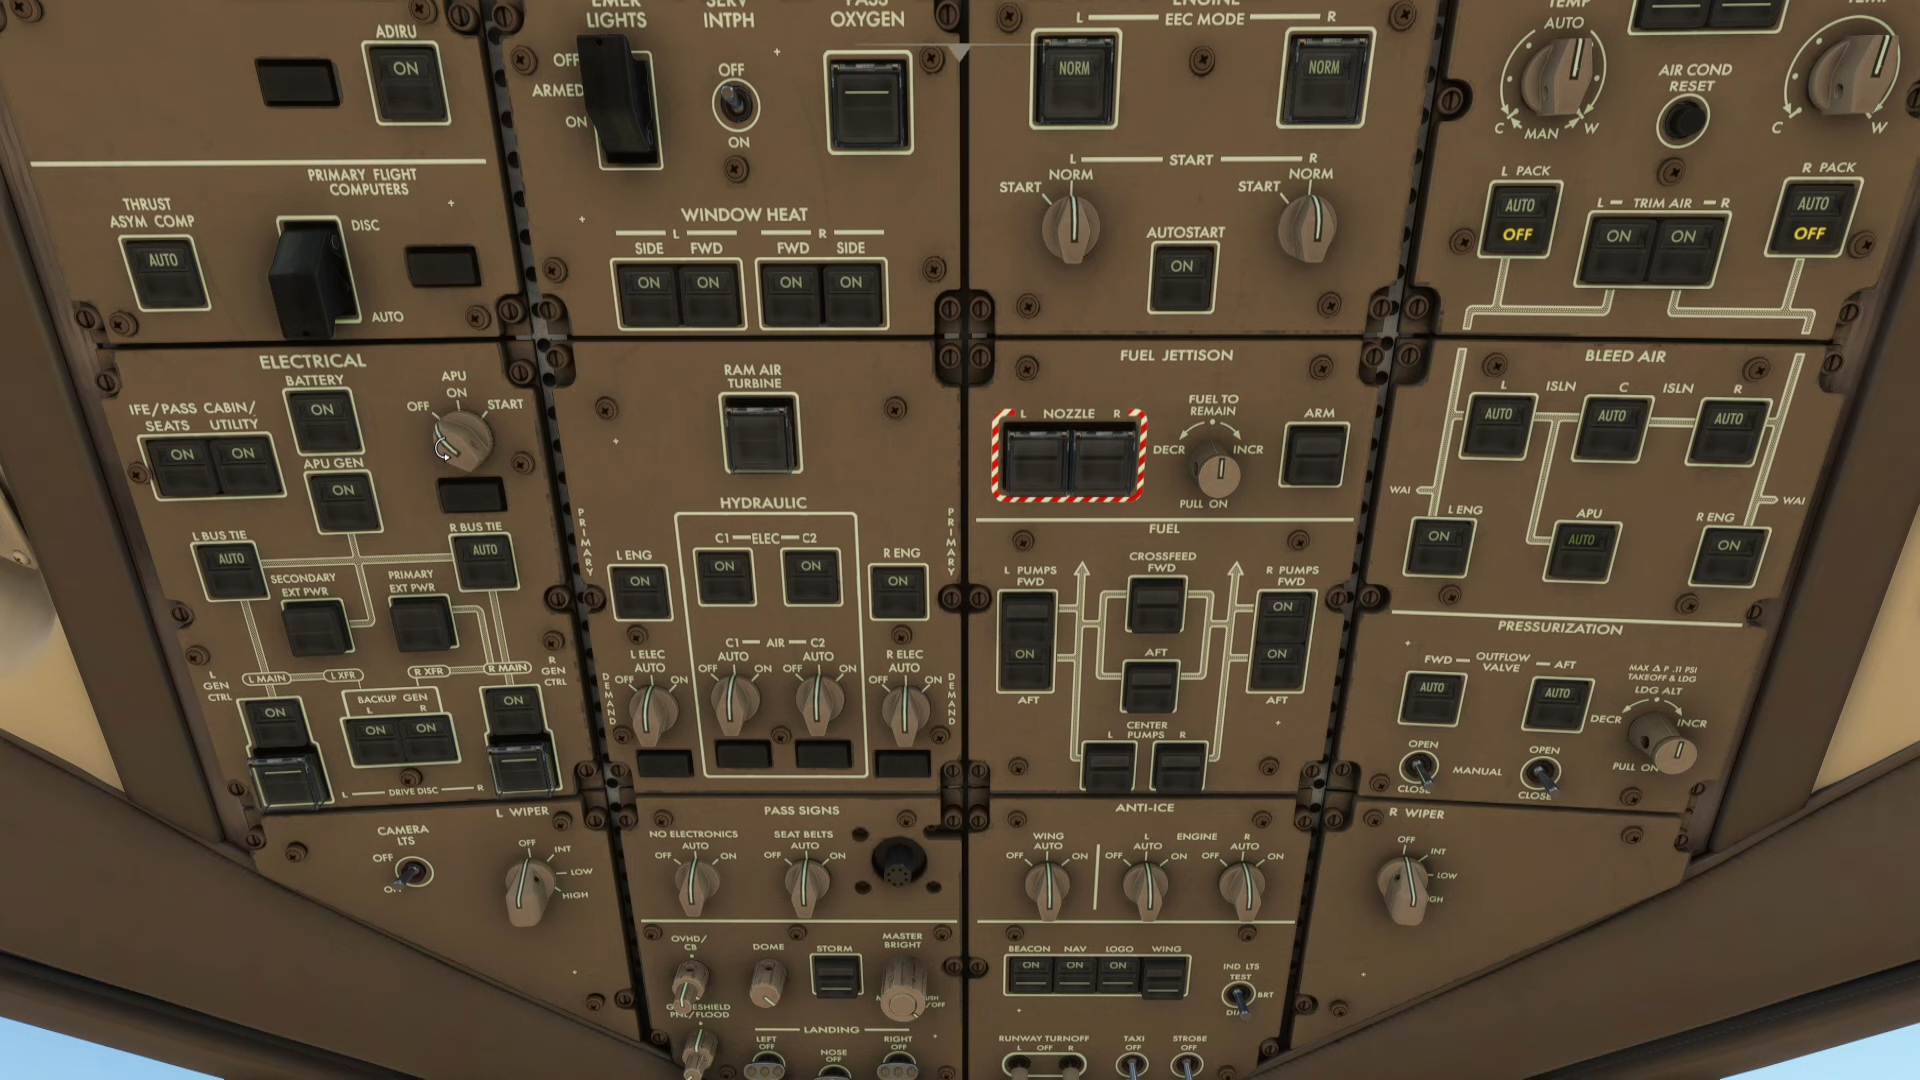 ADIRU
ON
THRUST
ASYM COMP
AUTO
PRIMARY FLIGHT
COMPUTERS
DISC
AUTO
LIGHTS
OFF
ARMED
ON
INTPH
OFF
ON
OXYGEN
WINDOW HEAT
L R
SIDE FWD FWD SIDE
ON ON ON ON
L EEC MODE R
NORM NORM
L START R
START NORM START NORM
AUTOSTART
ON
AUTO
C MAN W
AIR COND
RESET
C W
L PACK
AUTO
OFF
L TRIM AIR R
ON ON
R PACK
AUTO
OFF
ELECTRICAL
BATTERY
ON
APU
OFF ON START
IFE/PASS CABIN/
SEATS UTILITY
ON ON
APU GEN
ON
L BUS TIE
AUTO
R BUS TIE
AUTO
SECONDARY
EXT PWR
PRIMARY
EXT PWR
L MAIN L XFR R XFR R MAIN
L
GEN
CTRL
ON
BACKUP GEN
L R
ON ON
R
GEN
CTRL
ON
L DRIVE DISC R
RAM AIR
TURBINE
HYDRAULIC
PRIMARY
PRIMARY
L ENG
ON
C1 ELEC C2
ON ON
R ENG
ON
DEMAND
DEMAND
L ELEC
AUTO
OFF ON
C1 AIR C2
AUTO AUTO
OFF ON OFF ON
R ELEC
AUTO
OFF ON
FUEL JETTISON
L NOZZLE R
FUEL TO
REMAIN
DECR INCR
PULL ON
ARM
FUEL
L PUMPS
FWD
ON
AFT
CROSSFEED
FWD
AFT
R PUMPS
FWD
ON
ON
AFT
CENTER
L PUMPS R
BLEED AIR
L ISLN C ISLN R
AUTO AUTO AUTO
WAI WAI
L ENG
ON
APU
AUTO
R ENG
ON
PRESSURIZATION
FWD OUTFLOW
VALVE AFT
AUTO AUTO
MAX Δ P .11 PSI
TAKEOFF & LDG
LDG ALT
DECR INCR
PULL ON
OPEN OPEN
MANUAL
CLOSE CLOSE
CAMERA
LTS
OFF
L WIPER
OFF
INT
LOW
HIGH
PASS SIGNS
NO ELECTRONICS
AUTO
OFF ON
SEAT BELTS
AUTO
OFF ON
ANTI-ICE
WING
AUTO
OFF ON
L ENGINE R
AUTO AUTO
OFF ON OFF ON
R WIPER
OFF
INT
LOW
OVHD/
CB
DOME
STORM
MASTER
BRIGHT
PNL/FLOOD
LANDING
LEFT
OFF
NOSE
OFF
RIGHT
OFF
BEACON NAV LOGO WING
ON ON ON
IND LTS
TEST
BRT
RUNWAY TURNOFF
L OFF R
TAXI
OFF
STROBE
OFF